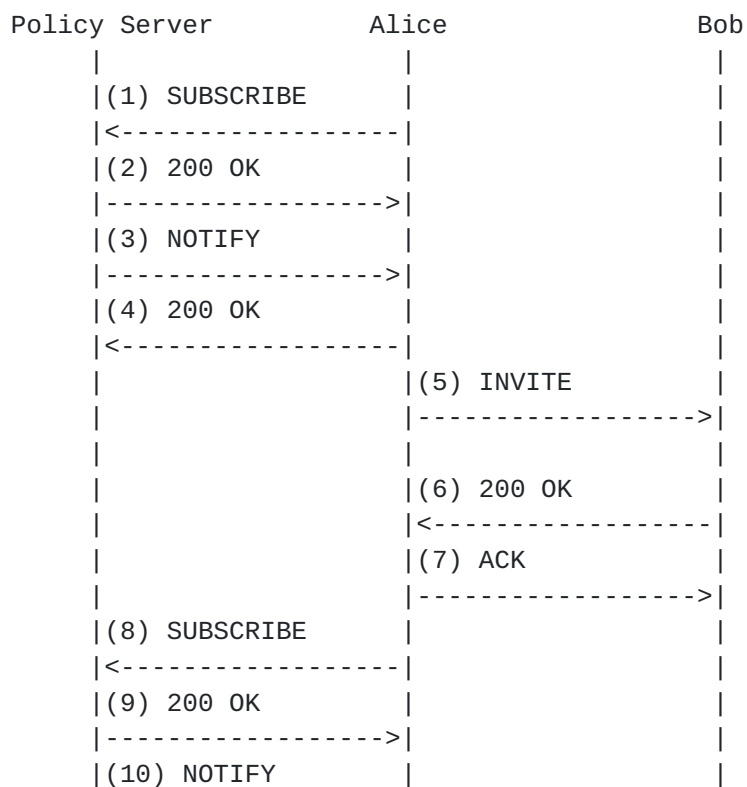 Policy Server          Alice                Bob
     |                   |                   |
     |(1) SUBSCRIBE      |                   |
     |<------------------|                   |
     |(2) 200 OK         |                   |
     |------------------>|                   |
     |(3) NOTIFY         |                   |
     |------------------>|                   |
     |(4) 200 OK         |                   |
     |<------------------|                   |
     |                   |(5) INVITE         |
     |                   |------------------>|
     |                   |                   |
     |                   |(6) 200 OK         |
     |                   |<------------------|
     |                   |(7) ACK            |
     |                   |------------------>|
     |(8) SUBSCRIBE      |                   |
     |<------------------|                   |
     |(9) 200 OK         |                   |
     |------------------>|                   |
     |(10) NOTIFY        |                   |